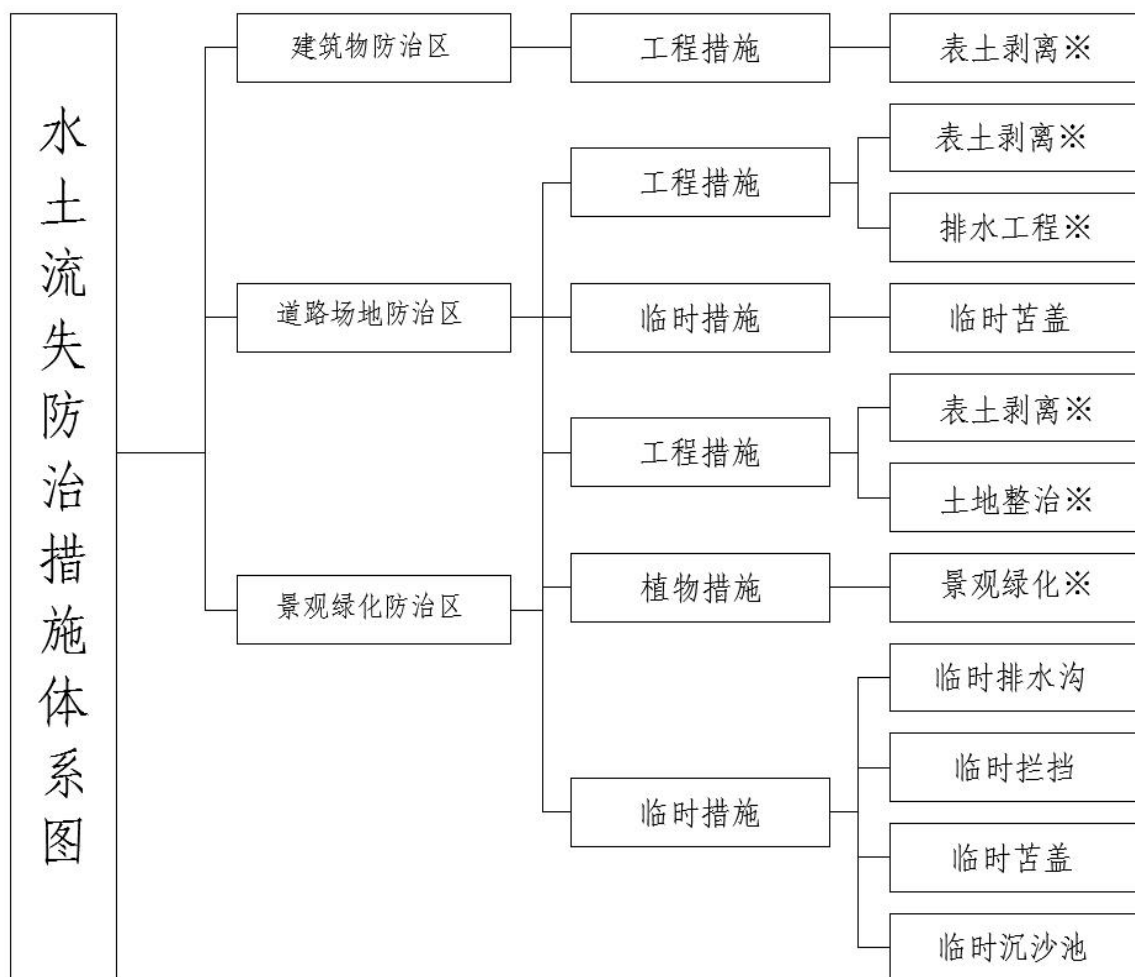 水土流失防治措施体系图
建筑物防治区
工程措施
表土剥离※
道路场地防治区
工程措施
表土剥离※
排水工程※
临时措施
临时苫盖
景观绿化防治区
工程措施
表土剥离※
土地整治※
植物措施
景观绿化※
临时措施
临时排水沟
临时拦挡
临时苫盖
临时沉沙池